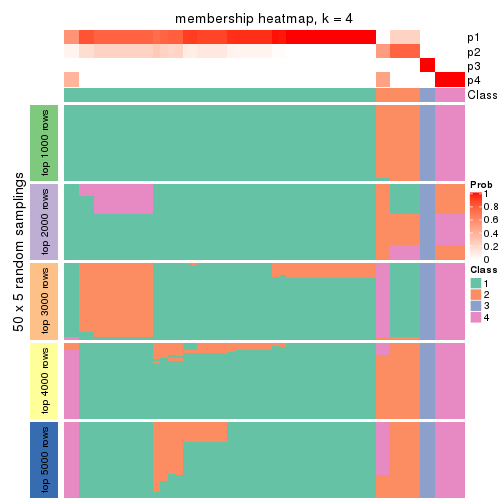 membership heatmap, k = 4
p1
p2
p3
p4
Class
50 x 5 random samplings
top 1000 rows
top 2000 rows
top 3000 rows
top 4000 rows
top 5000 rows
Prob
1
0.8
0.6
0.4
0.2
0
Class
1
2
3
4